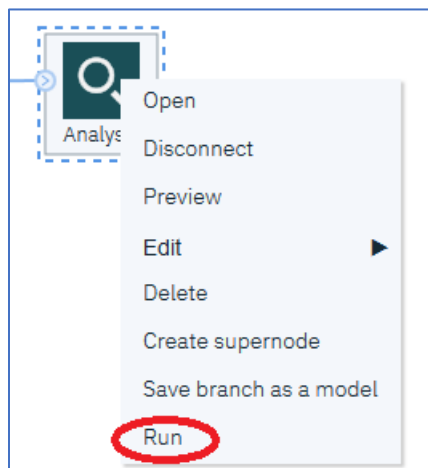 Analys
Open
Disconnect
Preview
Edit
Delete
Create supernode
Save branch as a model
Run